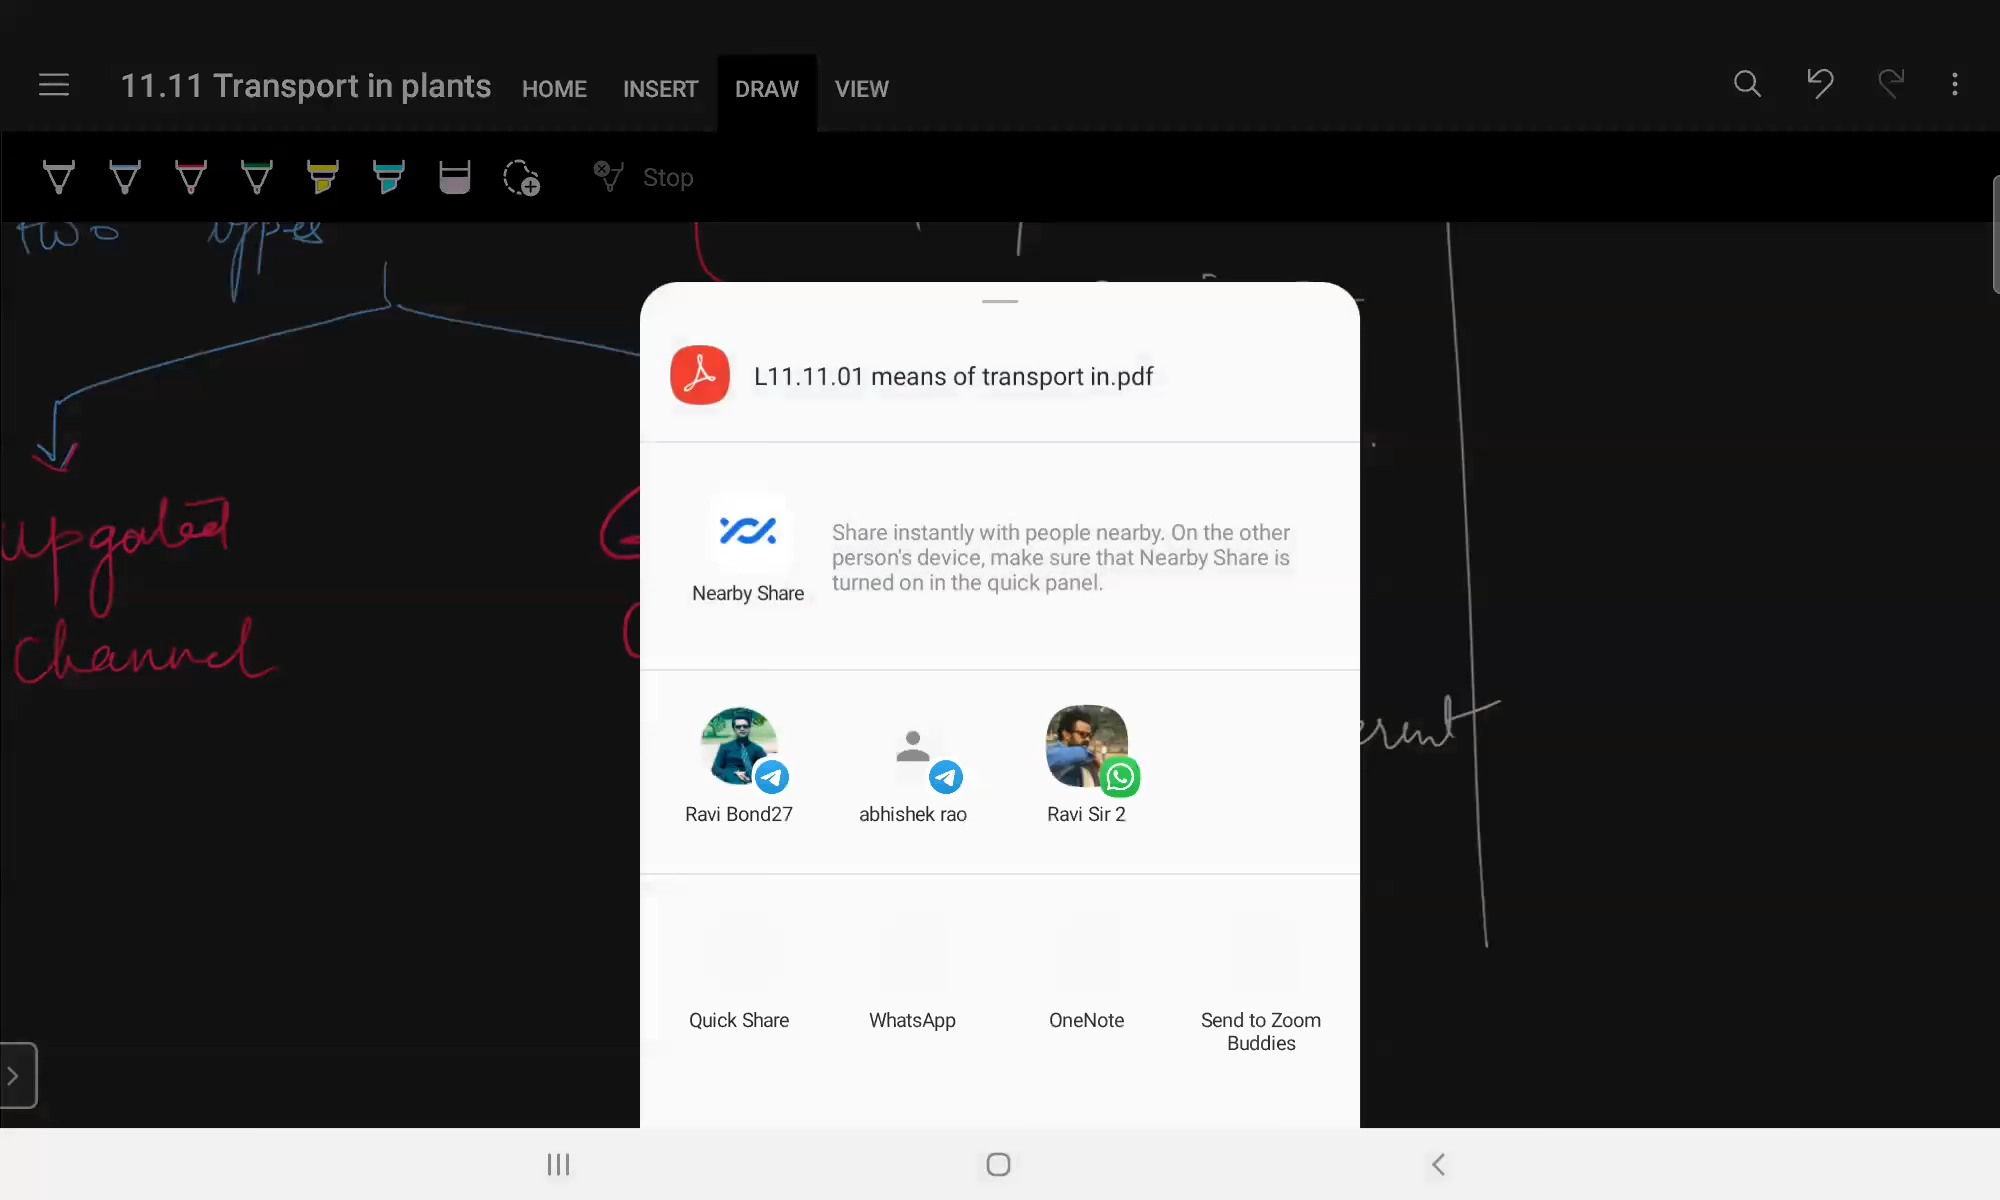 11.11 Transport in plants HOME INSERT DRAW VIEW
Stop
two types
L11.11.01 means of transport in.pdf
upgated
channel
Share instantly with people nearby. On the other
person's device, make sure that Nearby Share is
turned on in the quick panel.
Nearby Share
Ravi Bond27 abhishek rao Ravi Sir 2
Quick Share WhatsApp OneNote Send to Zoom
Buddies